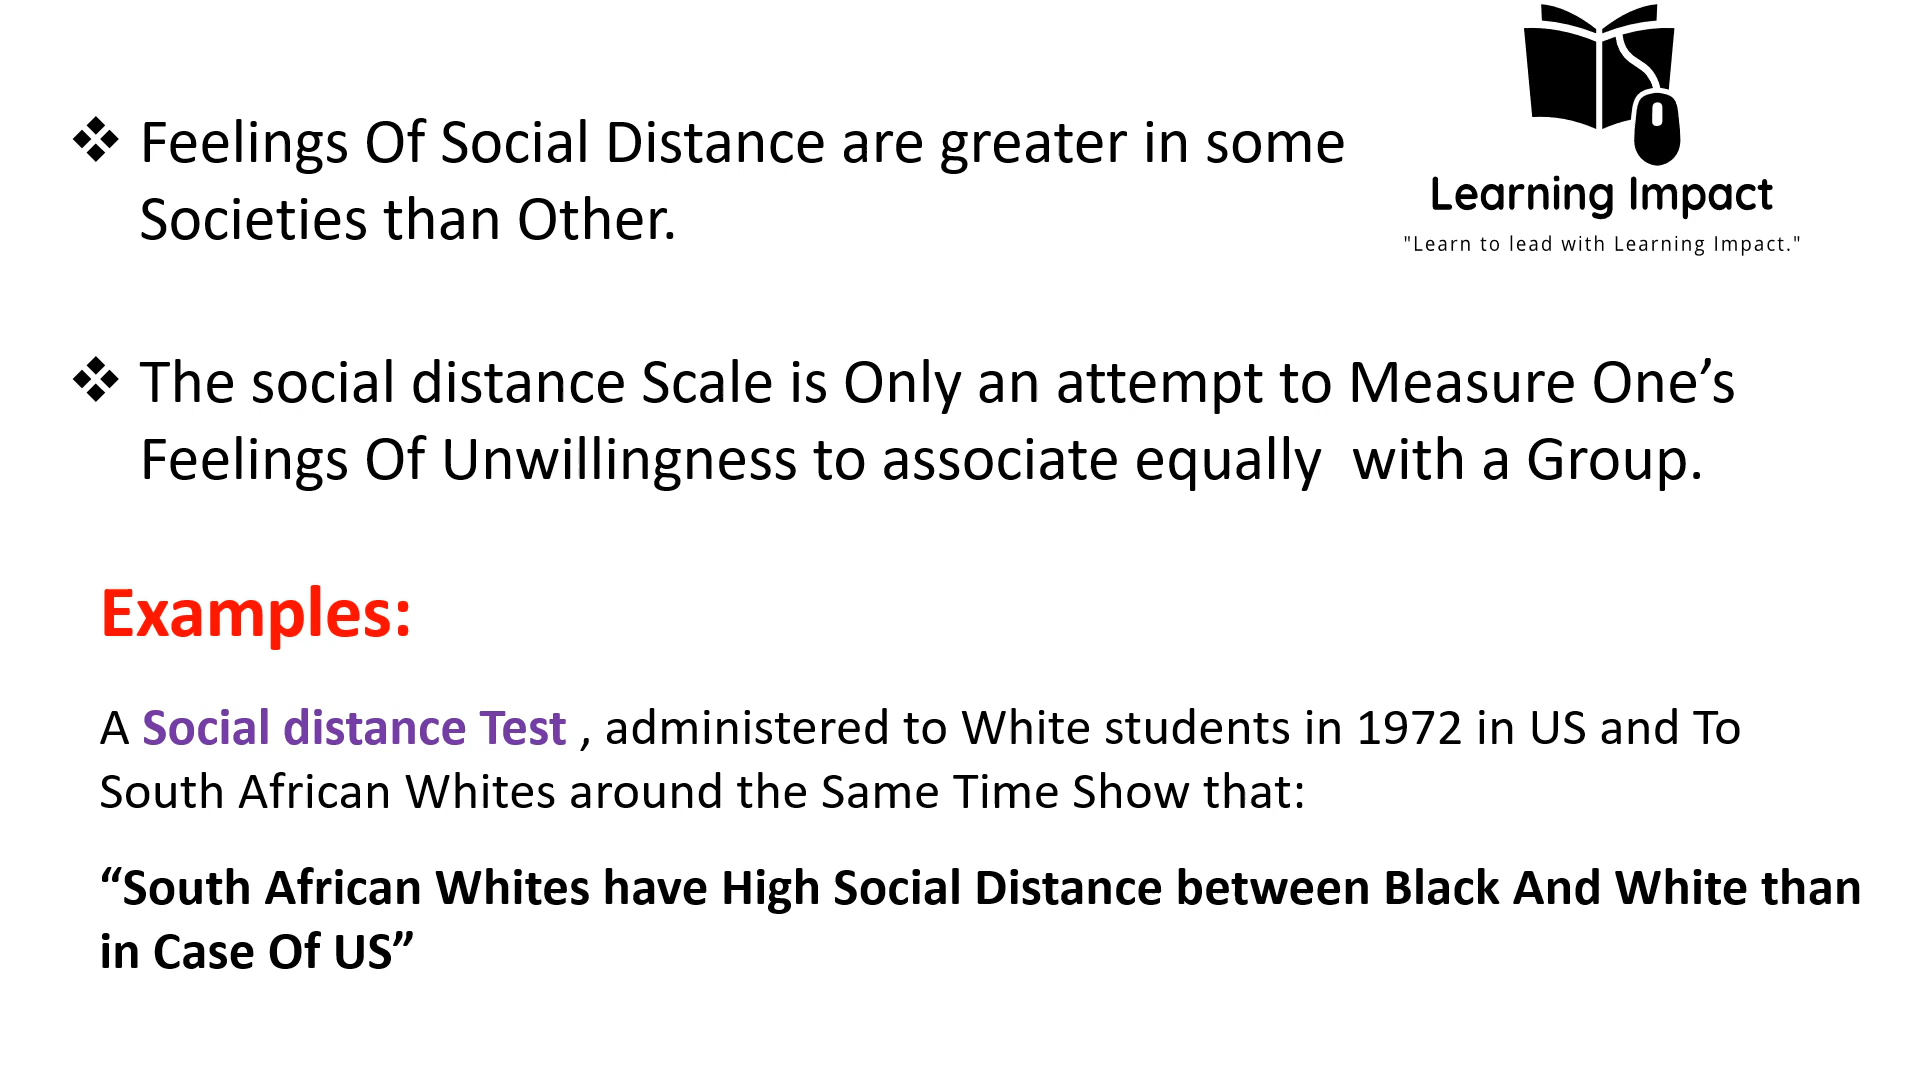 ❖ Feelings Of Social Distance are greater in some
Societies than Other.
Learning Impact
"Learn to lead with Learning Impact."
❖ The social distance Scale is Only an attempt to Measure One’s
Feelings Of Unwillingness to associate equally  with a Group.
Examples:
A Social distance Test , administered to White students in 1972 in US and To
South African Whites around the Same Time Show that:
“South African Whites have High Social Distance between Black And White than
in Case Of US”